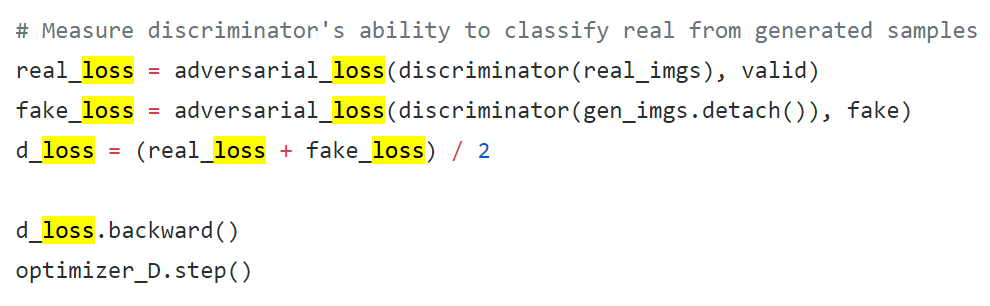 # Measure discriminator's ability to classify real from generated samples
real_loss = adversarial_loss(discriminator(real_imgs), valid)
fake_loss = adversarial_loss(discriminator(gen_imgs.detach()), fake)
d_loss = (real_loss + fake_loss) / 2
d_loss.backward()
optimizer_D.step()